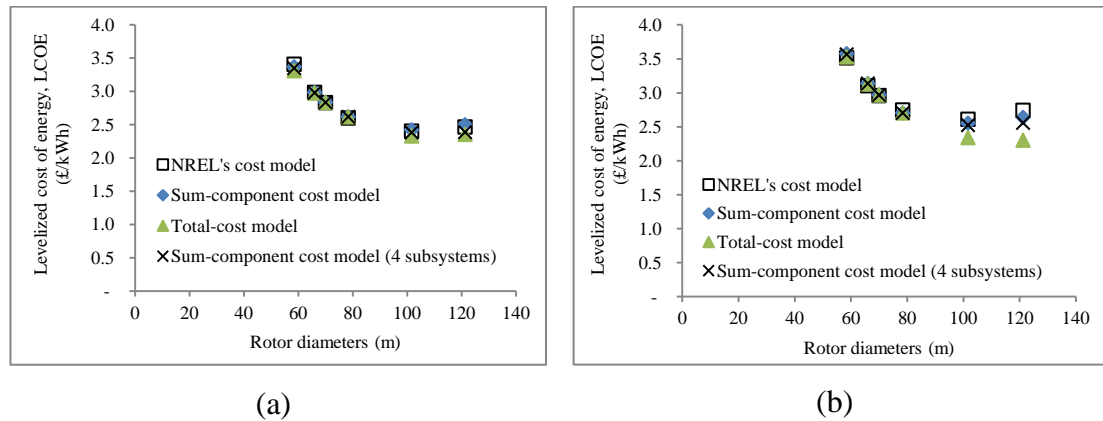 Levelized cost of energy, LCOE
(£/kWh)
4.0
3.5
3.0
2.5
2.0
1.5
1.0
0.5
-
NREL's cost model
Sum-component cost model
Total-cost model
Sum-component cost model (4 subsystems)
0 20 40 60 80 100 120 140
Rotor diameters (m)
(a)
Levelized cost of energy, LCOE
(£/kWh)
4.0
3.5
3.0
2.5
2.0
1.5
1.0
0.5
-
NREL's cost model
Sum-component cost model
Total-cost model
Sum-component cost model (4 subsystems)
0 20 40 60 80 100 120 140
Rotor diameters (m)
(b)